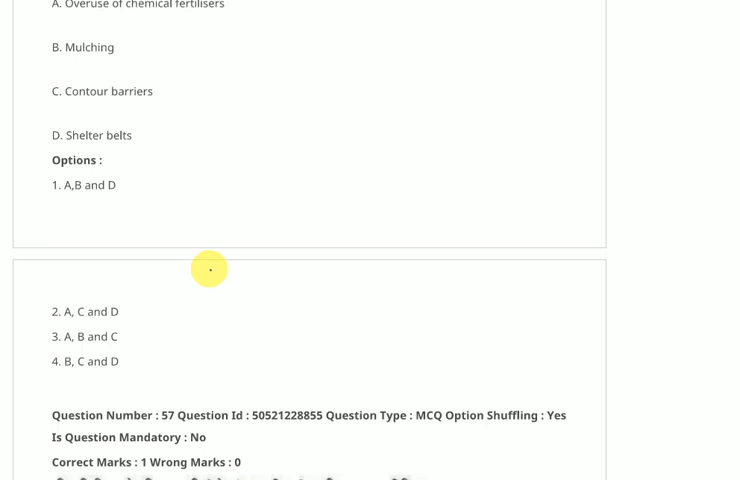 A. Overuse of chemical fertilisers
B. Mulching
C. Contour barriers
D. Shelter belts
Options :
1. A,B and D
2. A, C and D
3. A, B and C
4. B, C and D
Question Number : 57 Question Id : 50521228855 Question Type : MCQ Option Shuffling : Yes
Is Question Mandatory : No
Correct Marks : 1 Wrong Marks : 0